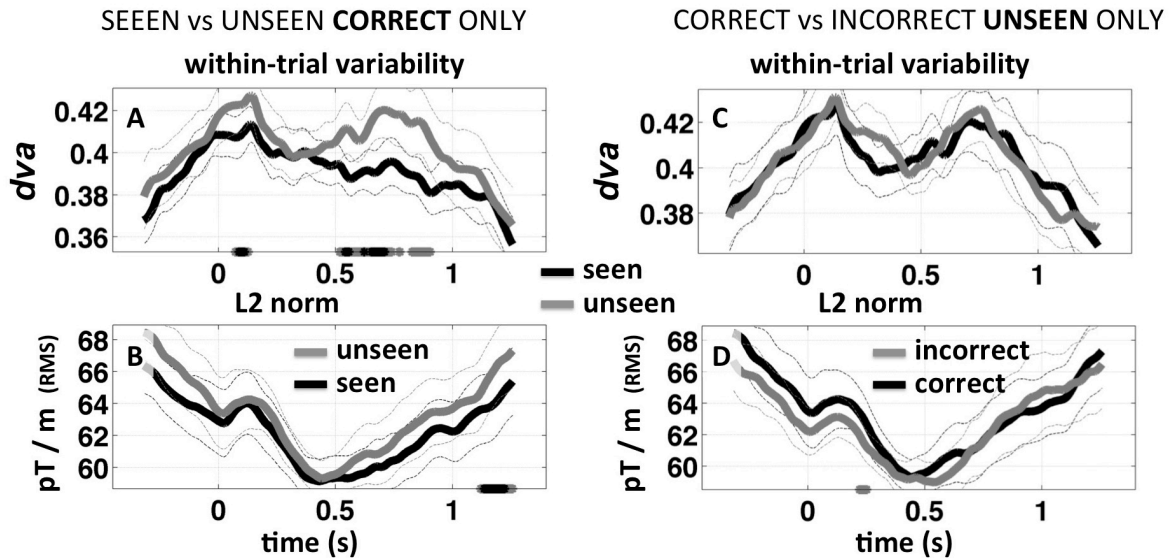 SEEEN vs UNSEEN CORRECT ONLY
CORRECT vs INCORRECT UNSEEN ONLY
within-trial variability
within-trial variability
A
dva
0.42
0.4
0.38
0.36
0 0.5 1
C
dva
0.42
0.4
0.38
0 0.5 1
seen
unseen
L2 norm
L2 norm
B
pT / m (RMS)
68
66
64
62
60
unseen
seen
0 0.5 1
time (s)
D
pT / m (RMS)
68
66
64
62
60
incorrect
correct
0 0.5 1
time (s)